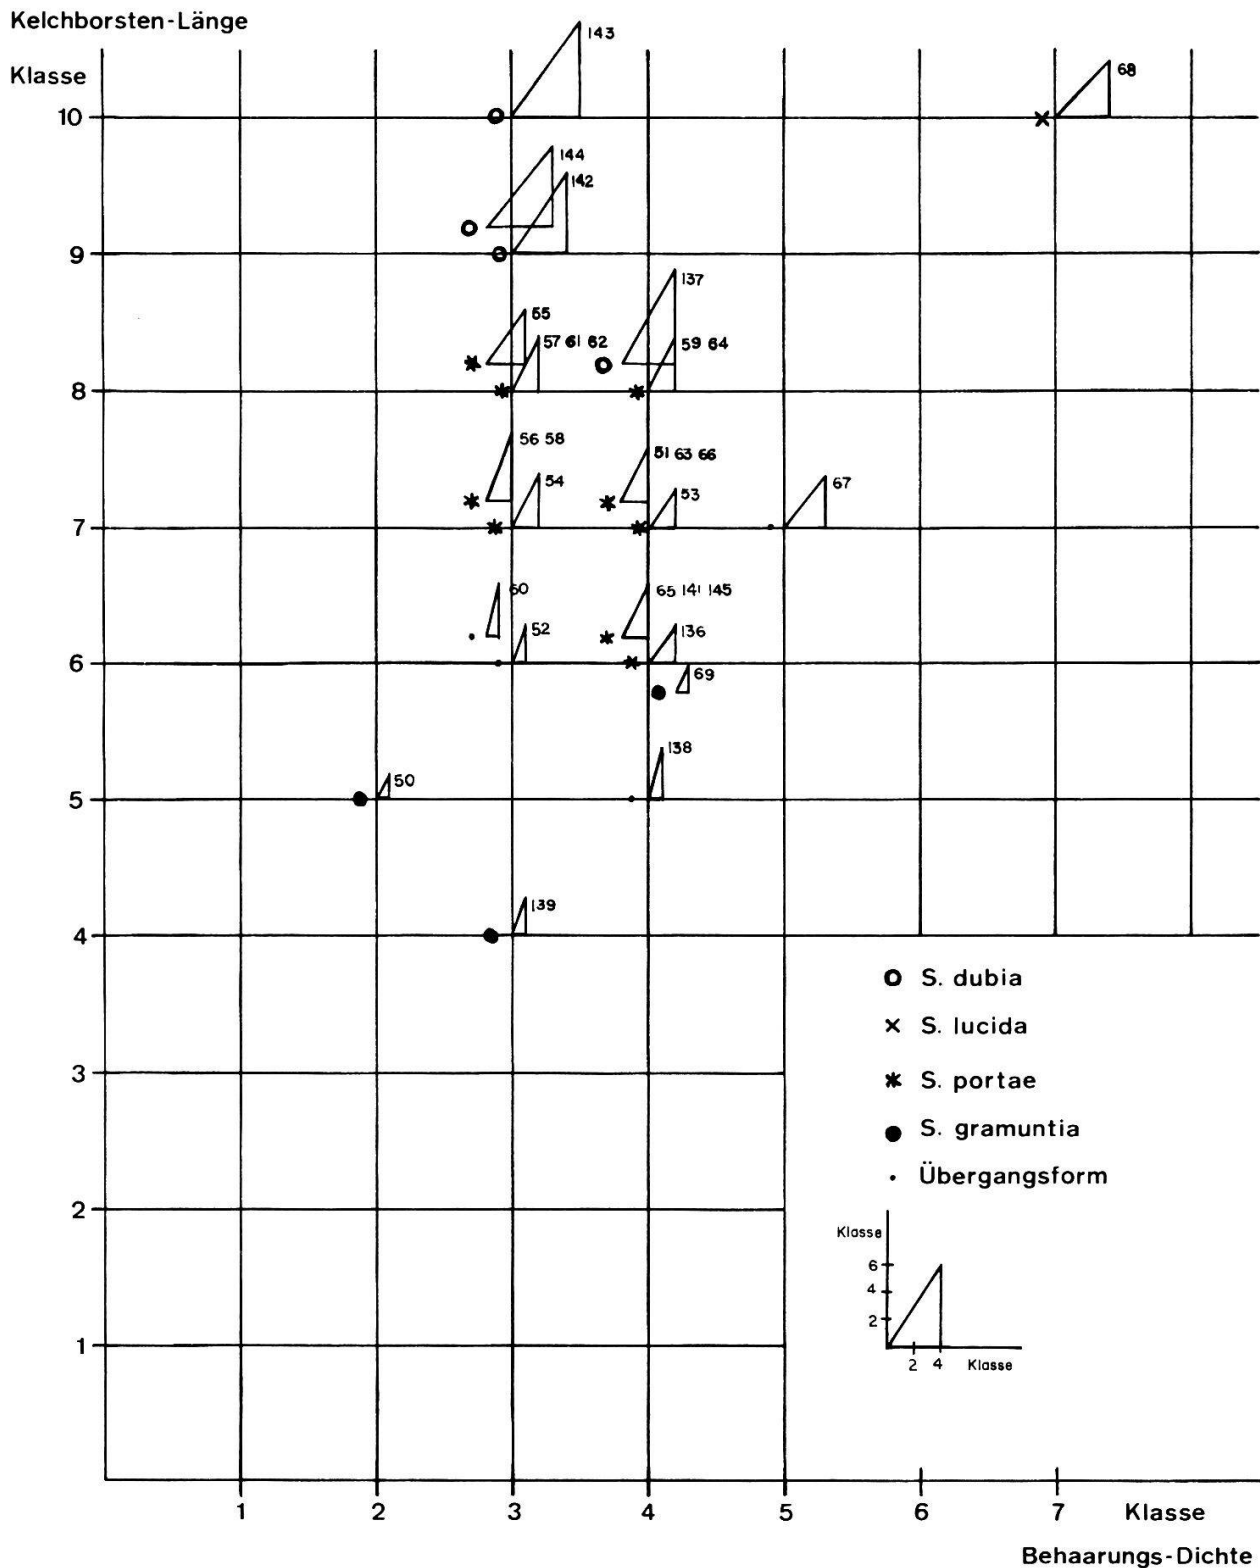 Kelchborsten-Länge
143
Klasse
68
10
144
142
9
137
55
57 61 62
59 64
8
56 58
51 63 66
54
53
67
7
60
65 141 145
52
136
6
69
138
50
5
139
4
S. dubia
S. lucida
3
S. portae
S. gramuntia
Übergangsform
2
Klasse
6
4
2
1
2 4 Klasse
1 2 3 4 5 6 7 Klasse
Behaarungs-Dichte